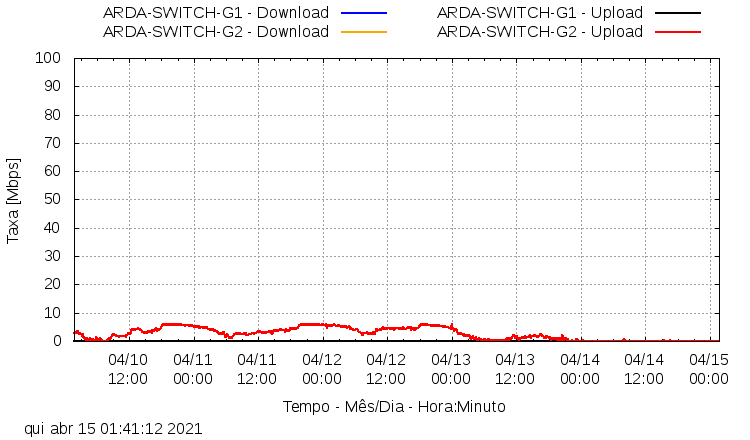 ARDA-SWITCH-G1 - Download ARDA-SWITCH-G1 - Upload
ARDA-SWITCH-G2 - Download ARDA-SWITCH-G2 - Upload
100
90
80
70
60
50
40
30
20
10
0
Taxa [Mbps]
04/10 04/11 04/11 04/12 04/12 04/13 04/13 04/14 04/14 04/15
12:00 00:00 12:00 00:00 12:00 00:00 12:00 00:00 12:00 00:00
Tempo - Mês/Dia - Hora:Minuto
qui abr 15 01:41:12 2021